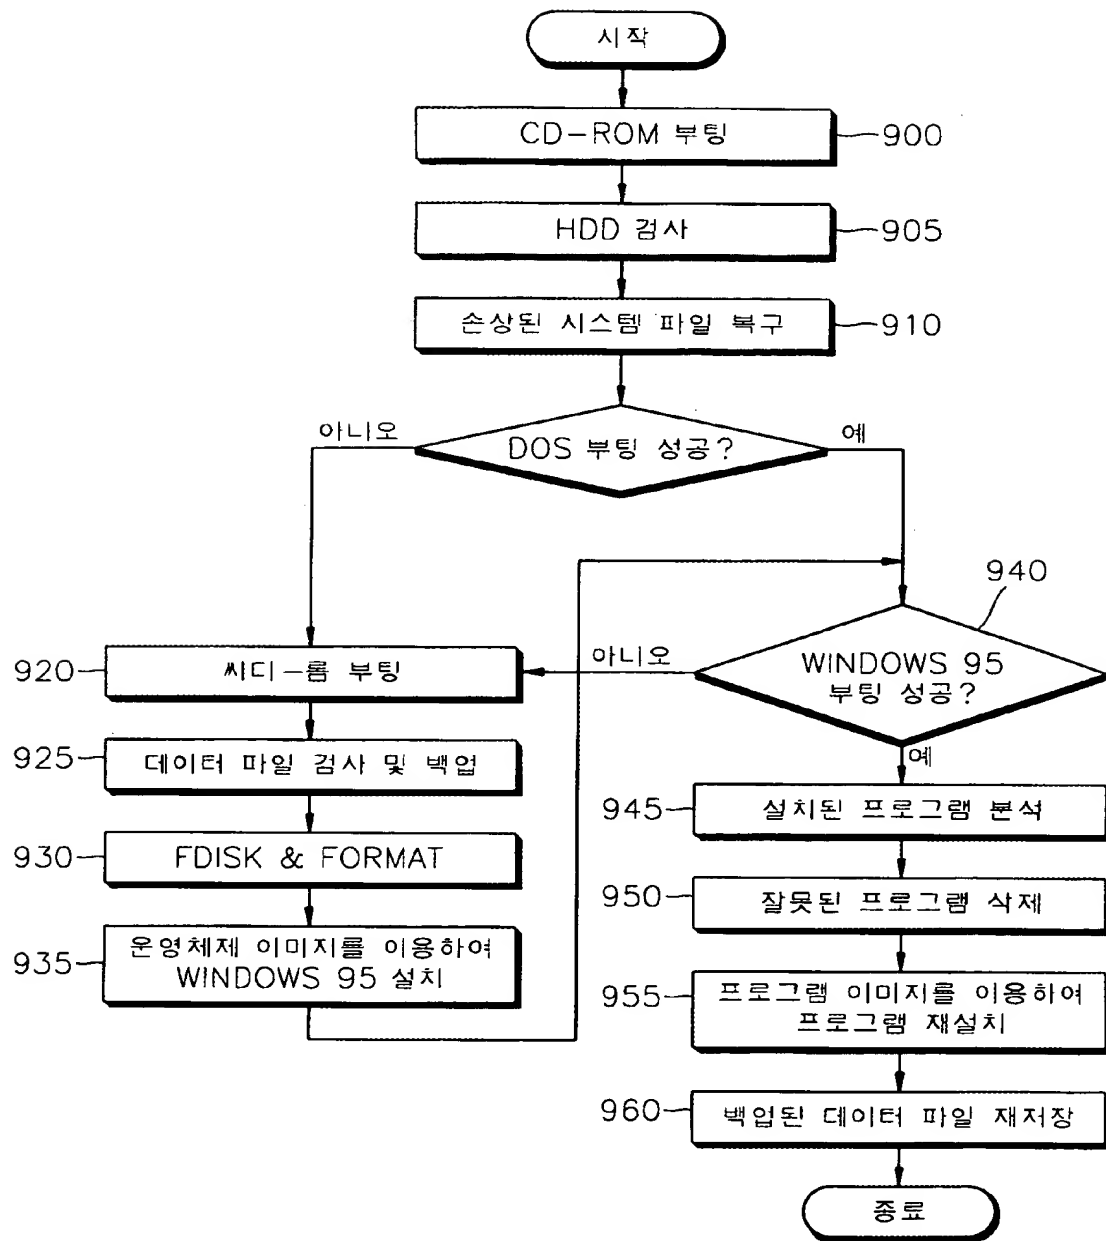 시작
CD-ROM 부팅
900
HDD 검사
905
손상된 시스템 파일 복구
910
아니오
DOS 부팅 성공?
예
940
920
씨디-롬 부팅
아니오
WINDOWS 95
부팅 성공?
925
데이터 파일 검사 및 백업
예
945
설치된 프로그램 분석
930
FDISK & FORMAT
950
잘못된 프로그램 삭제
935
운영체제 이미지를 이용하여
WINDOWS 95 설치
955
프로그램 이미지를 이용하여
프로그램 재설치
960
백업된 데이터 파일 재저장
종료